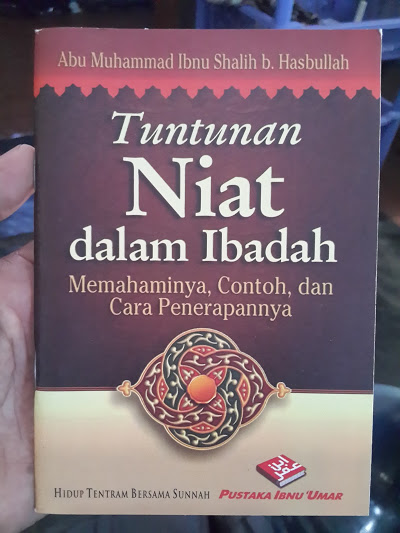 Abu Muhammad Ibnu Shalih b. Hasbullah
Tuntunan
Niat
dalam Ibadah
Memahaminya, Contoh, dan
Cara Penerapannya
HIDUP TENTRAM BERSAMA SUNNAH
PUSTAKA IBNU 'UMAR